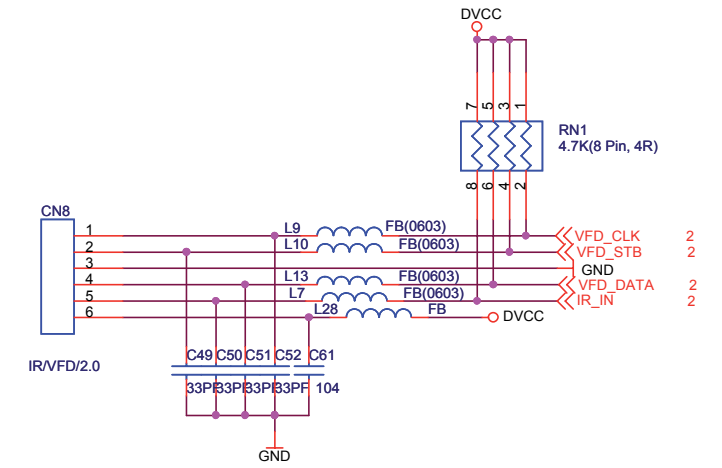 DVCC
7 5 3 1
RN1
4.7K(8 Pin, 4R)
8 6 4 2
CN8
1 L9 FB(0603) VFD_CLK 2
2 L10 FB(0603) VFD_STB 2
3 GND
4 L13 FB(0603) VFD_DATA 2
5 L7 FB(0603) IR_IN 2
6 L28 FB DVCC
C49 C50 C51 C52 C61
IR/VFD/2.0
33PF 33PF 33PF 33PF 104
GND